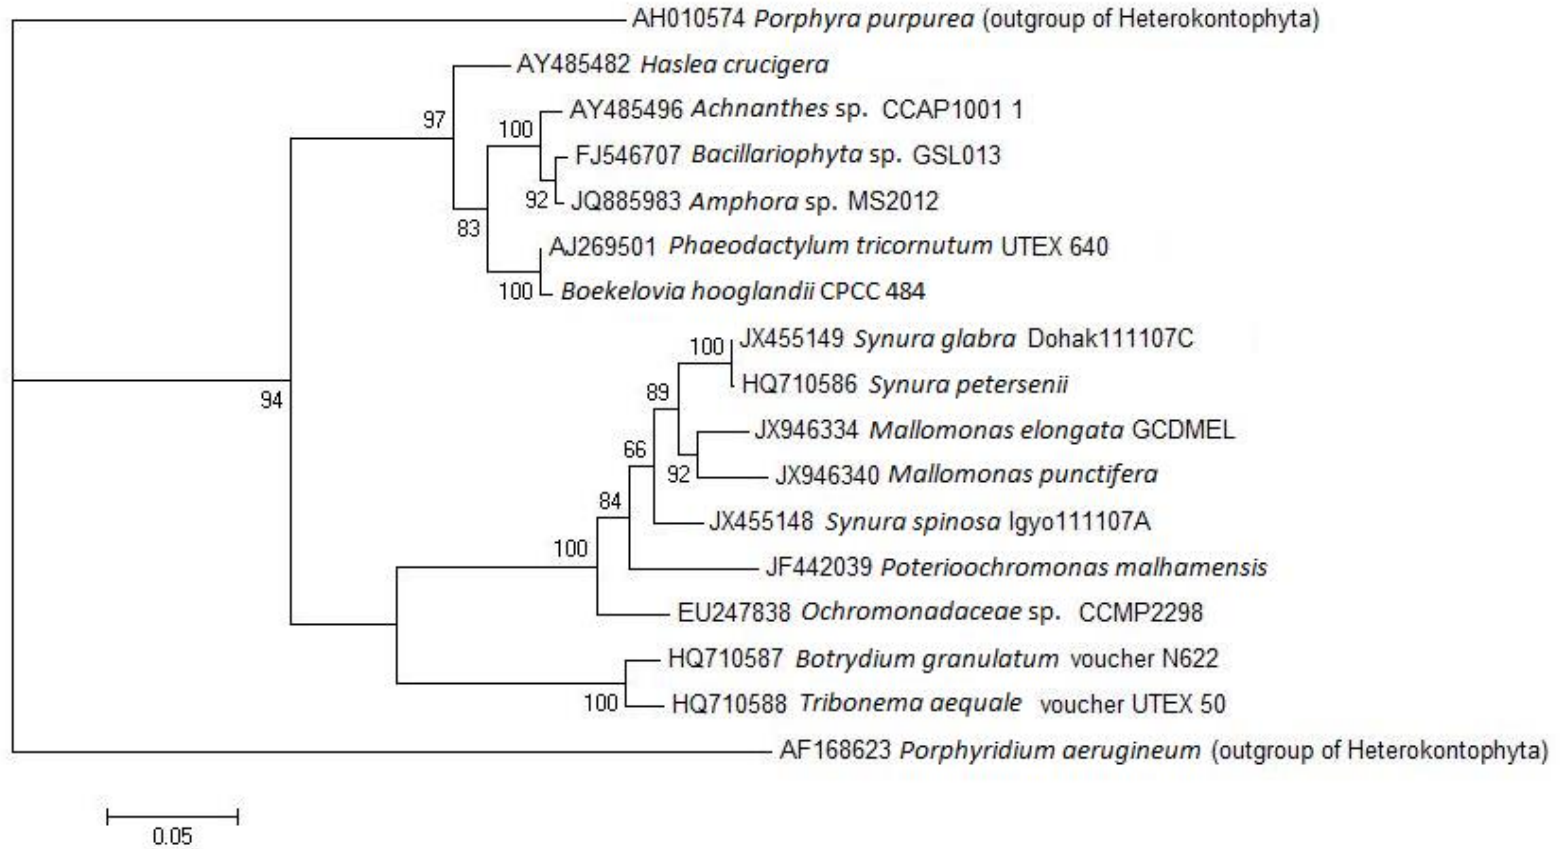 AH010574 Porphyra purpurea (outgroup of Heterokontophyta)
AY485482 Haslea crucigera
97
AY485496 Achnanthes sp. CCAP1001 1
100
FJ546707 Bacillariophyta sp. GSL013
92
JQ885983 Amphora sp. MS2012
83
AJ269501 Phaeodactylum tricornutum UTEX 640
100
Boekelovia hooglandii CPCC 484
JX455149 Synura glabra Dohak111107C
100
HQ710586 Synura petersenii
89
94
JX946334 Mallomonas elongata GCDMEL
66
92
JX946340 Mallomonas punctifera
84
JX455148 Synura spinosa Igyo111107A
100
JF442039 Poterioochromonas malhamensis
EU247838 Ochromonadaceae sp. CCMP2298
HQ710587 Botrydium granulatum voucher N622
100
HQ710588 Tribonema aequale voucher UTEX 50
AF168623 Porphyridium aerugineum (outgroup of Heterokontophyta)
0.05